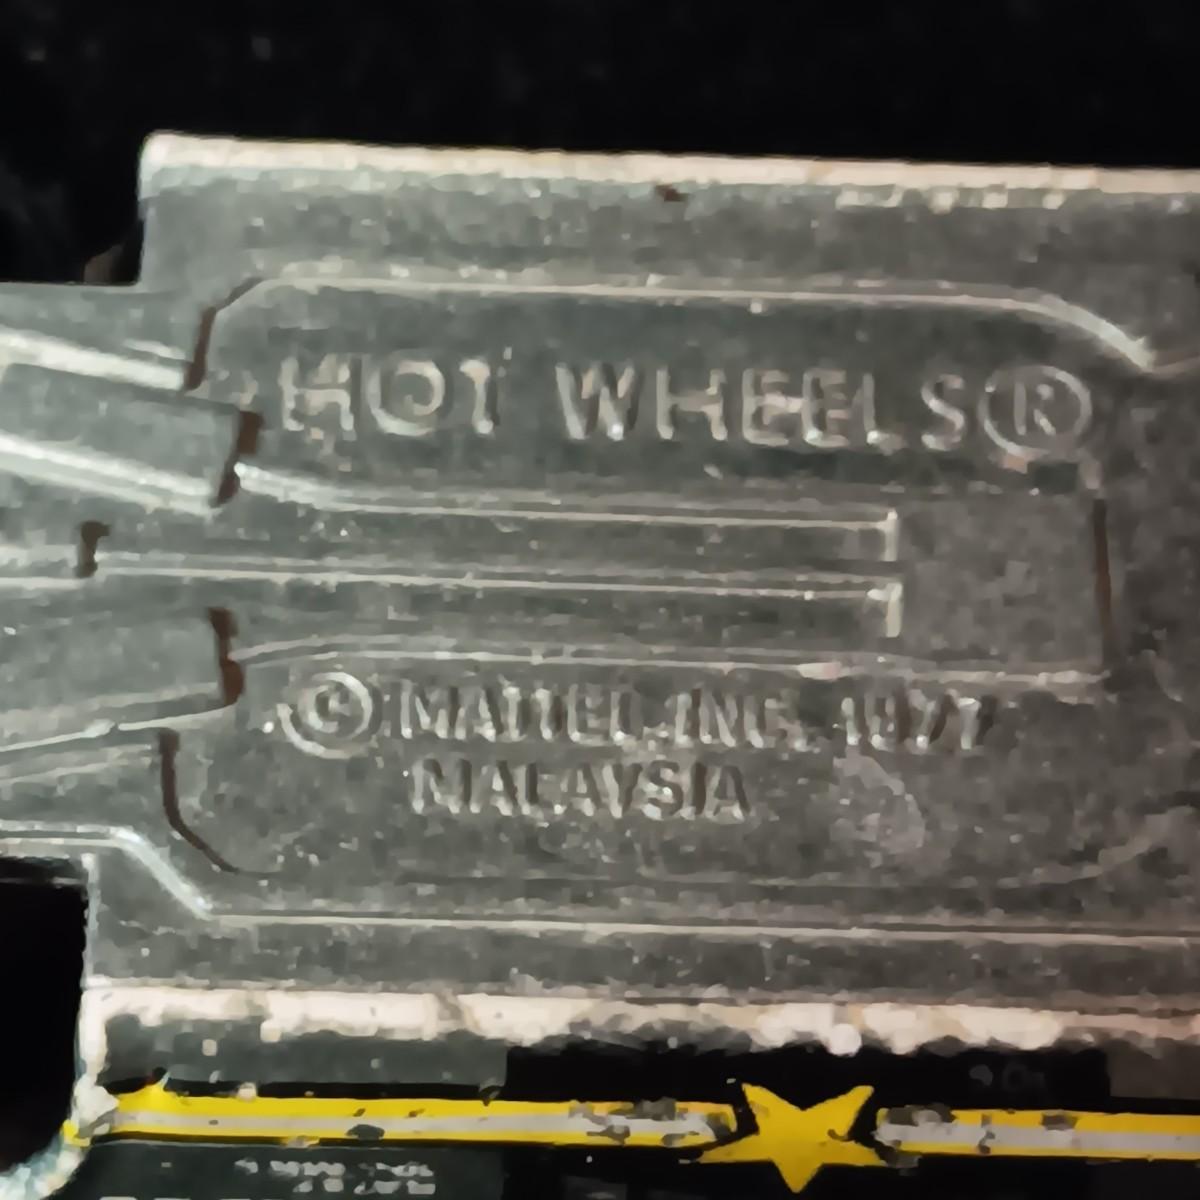 HOT WHEELS®
© MATTEL, INC. 1977
MALAYSIA